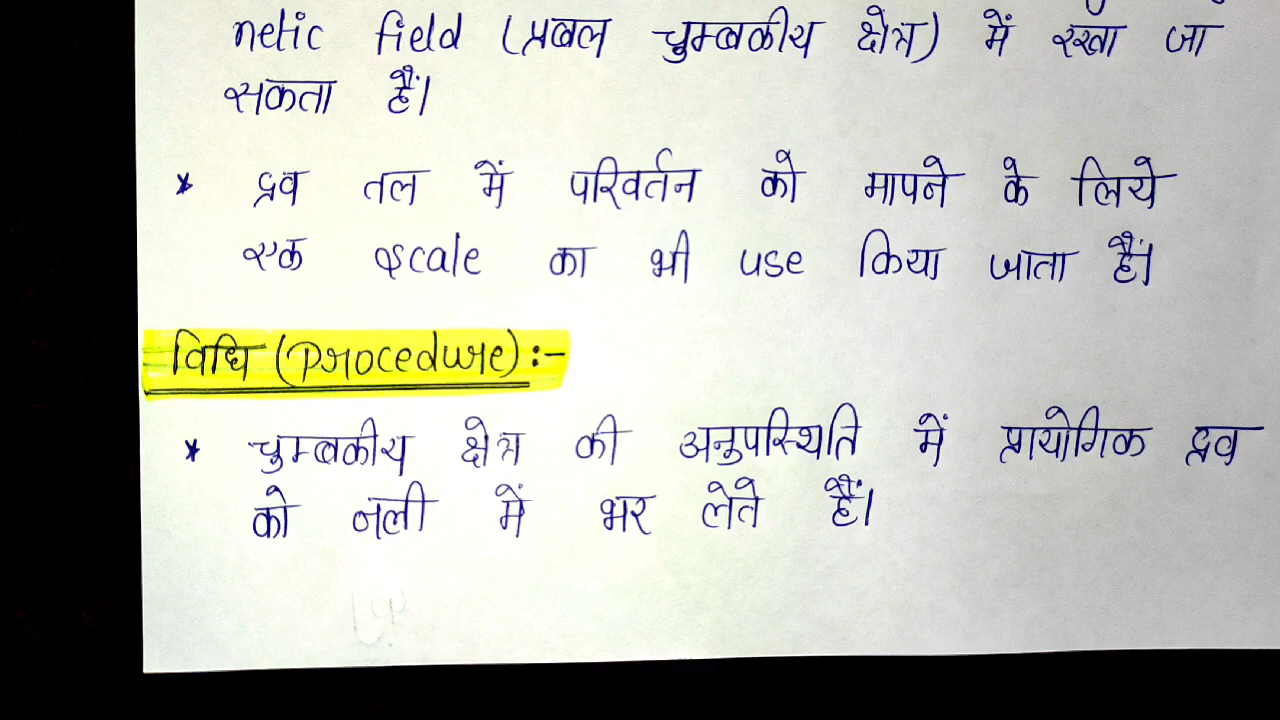 netic field (प्रबल चुम्बकीय क्षेत्र) में रखा जा
सकता हैं।
* द्रव तल में परिवर्तन को मापने के लिये
एक scale का भी use किया जाता हैं।
विधि (Procedure) :-
* चुम्बकीय क्षेत्र की अनुपस्थिति में प्रायोगिक द्रव
को नली में भर लेते हैं।